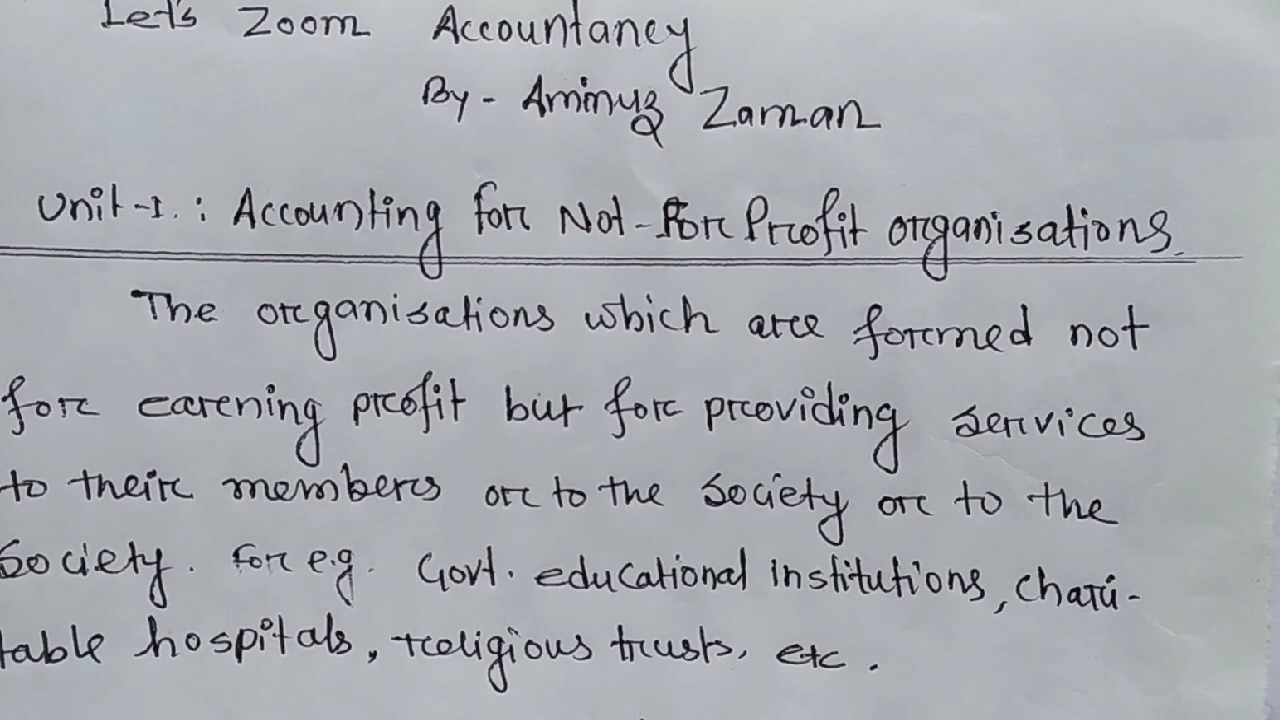 Let's Zoom Accountancy
By - Aminuz Zaman
Unit-I. : Accounting for Not-For Profit organisations
The organisations which are formed not
for earening profit but for providing services
to their members or to the society or to the
Society. For e.g. Govt. educational institutions, chari-
table hospitals, religious trusts, etc.